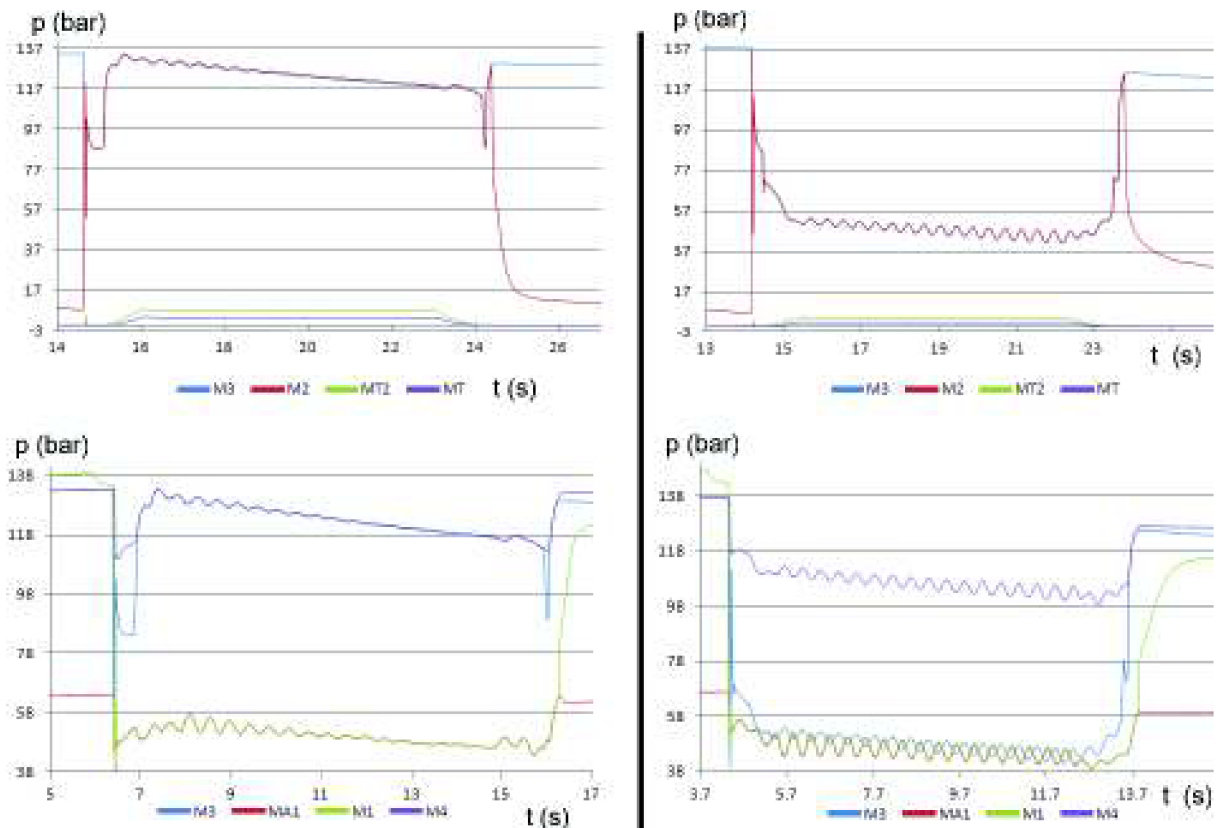 p (bar)
137
117
97
77
57
37
17
-3
14 16 18 20 22 24 26
M3 M2 MT2 MT t (s)
p (bar)
137
117
97
77
57
37
17
-3
13 15 17 19 21 23
M3 M2 MT2 MT t (s)
p (bar)
138
118
98
78
58
38
5 7 9 11 13 15 17
M3 MA1 M1 M4 t (s)
p (bar)
138
118
98
78
58
38
3.7 5.7 7.7 9.7 11.7 13.7
M3 MA1 M1 M4 t (s)